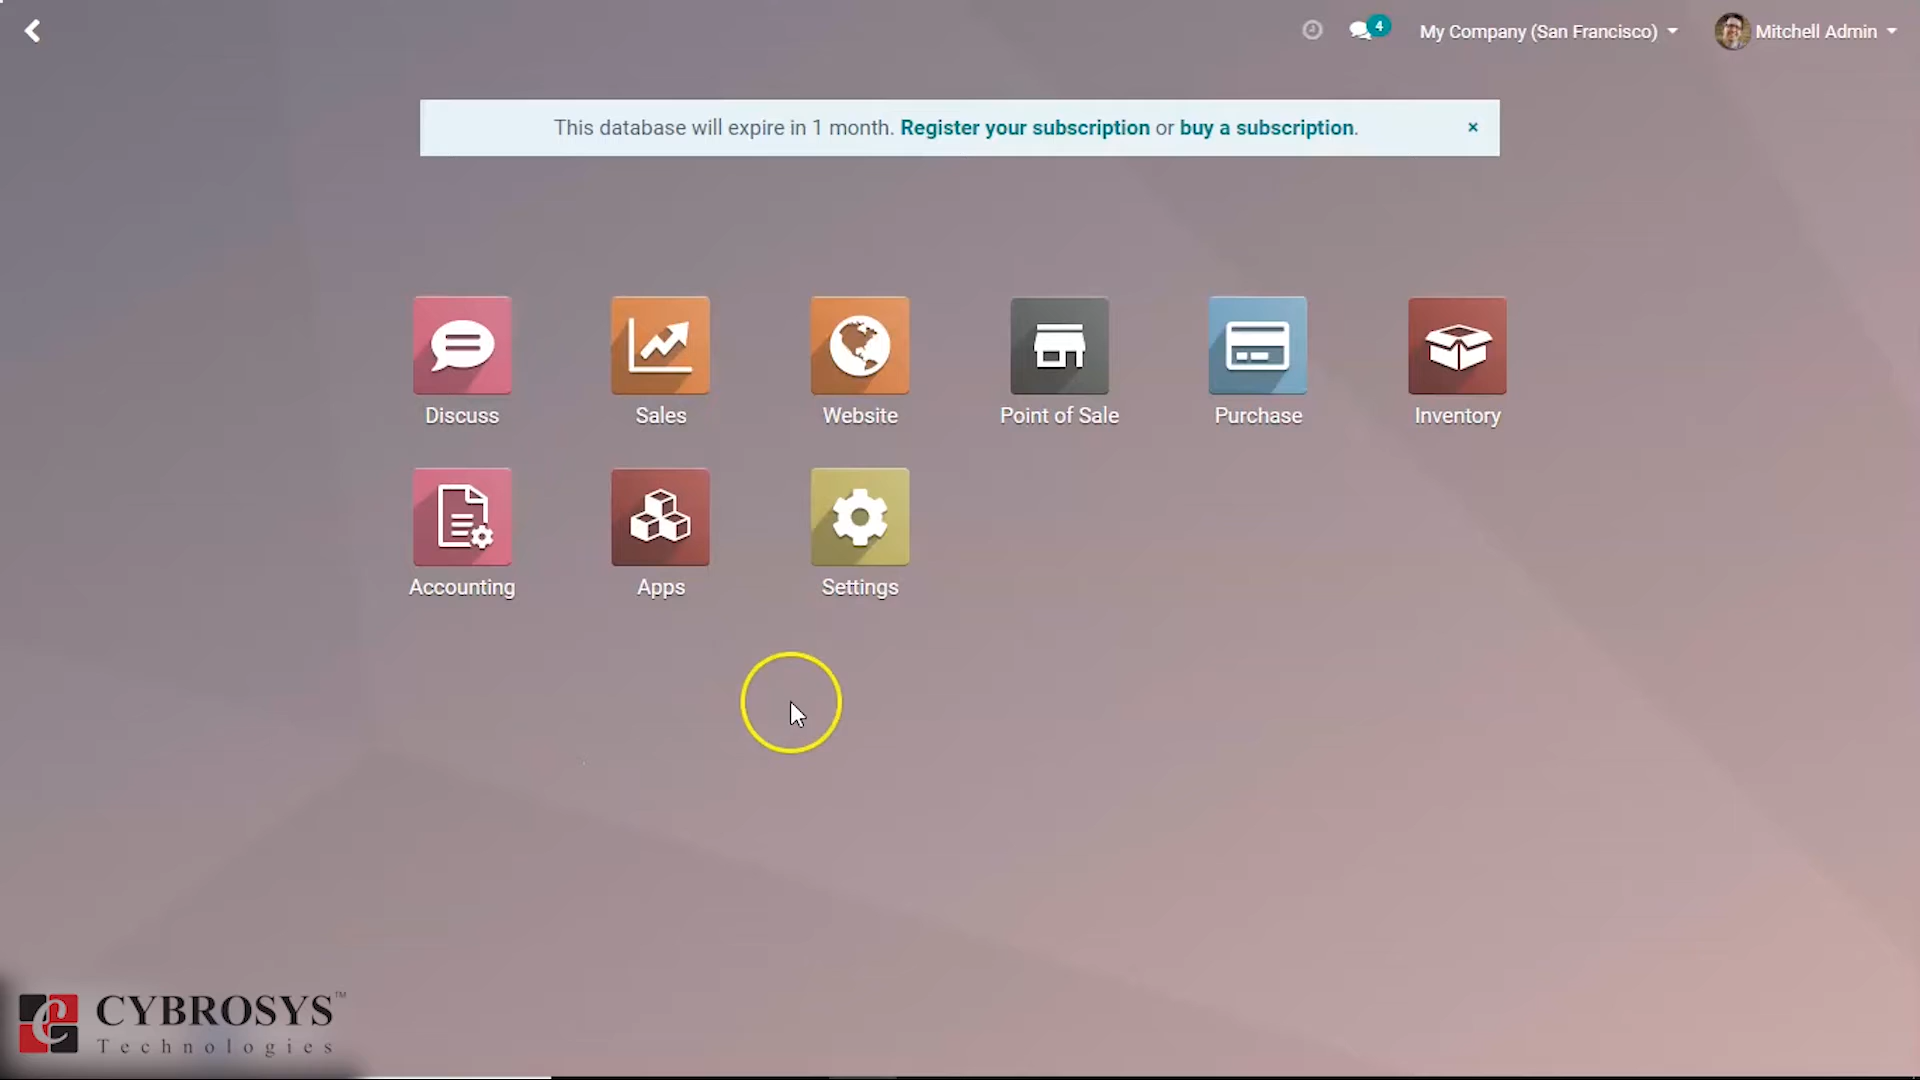 4
My Company (San Francisco)
Mitchell Admin
This database will expire in 1 month. Register your subscription or buy a subscription.
×
Discuss
Sales
Website
Point of Sale
Purchase
Inventory
Accounting
Apps
Settings
CYBROSYS™
Technologies